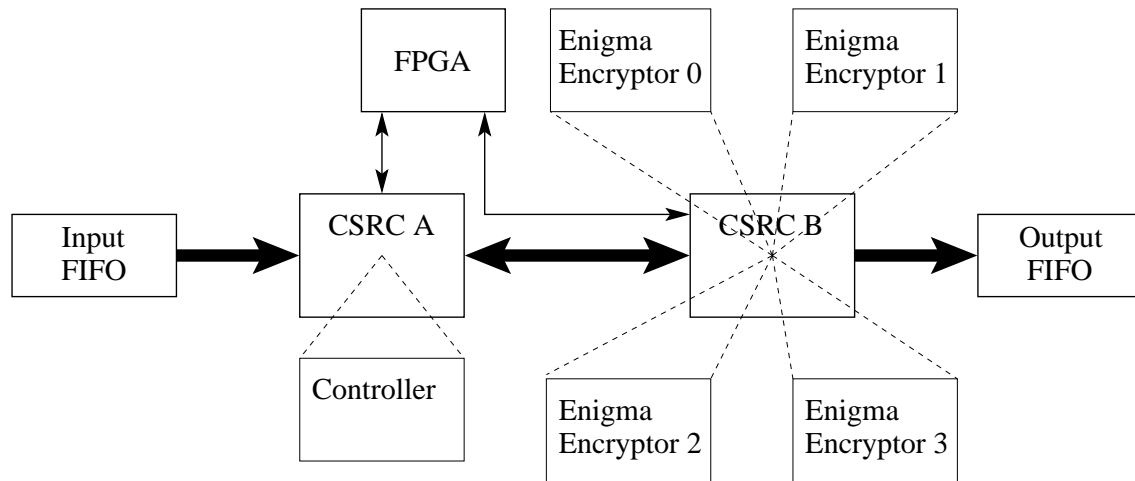 FPGA
Enigma
Encryptor 0
Enigma
Encryptor 1
Input
FIFO
CSRC A
CSRC B
Output
FIFO
Controller
Enigma
Encryptor 2
Enigma
Encryptor 3